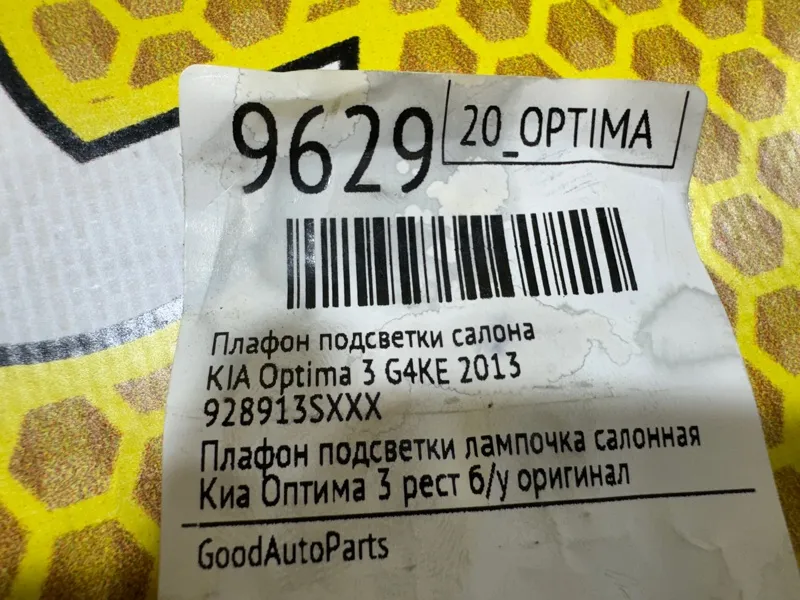 9629
20_OPTIMA
Плафон подсветки салона
KIA Optima 3 G4KE 2013
928913SXXX
Плафон подсветки лампочка салонная
Киа Оптима 3 рест б/у оригинал
GoodAutoParts